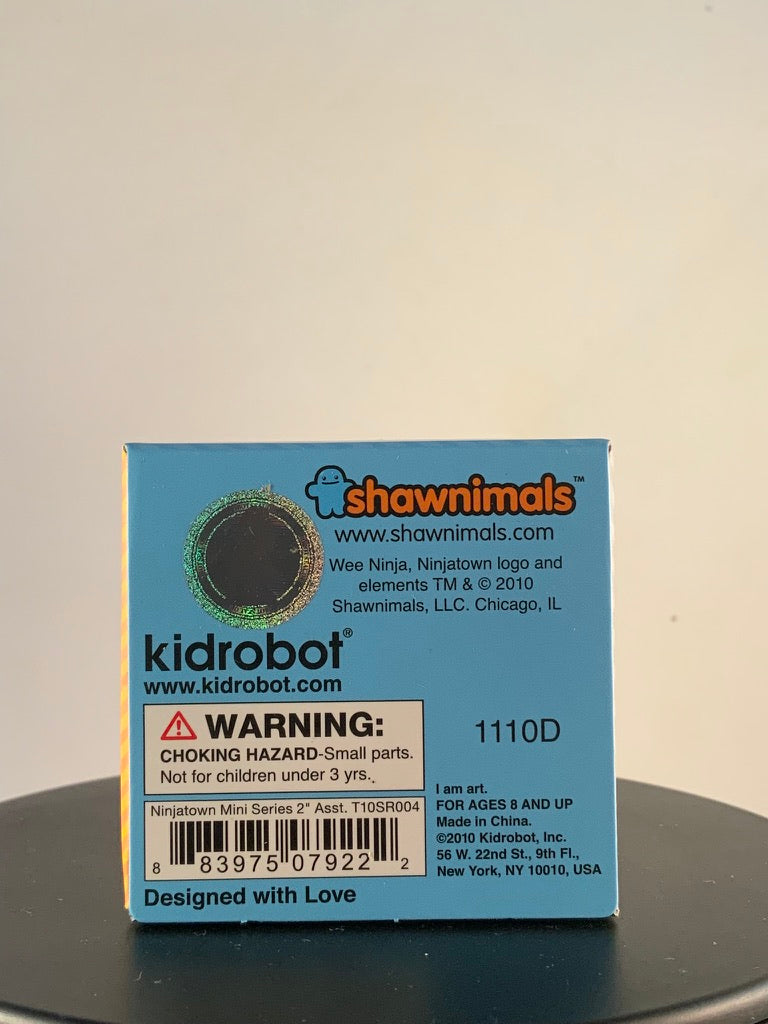 shawnimals™
www.shawnimals.com
Wee Ninja, Ninjatown logo and
elements TM & © 2010
Shawnimals, LLC. Chicago, IL
kidrobot®
www.kidrobot.com
WARNING:
CHOKING HAZARD-Small parts.
Not for children under 3 yrs.
1110D
Ninjatown Mini Series 2" Asst. T10SR004
8 83975 07922 2
Designed with Love
I am art.
FOR AGES 8 AND UP
Made in China.
©2010 Kidrobot, Inc.
56 W. 22nd St., 9th Fl.,
New York, NY 10010, USA